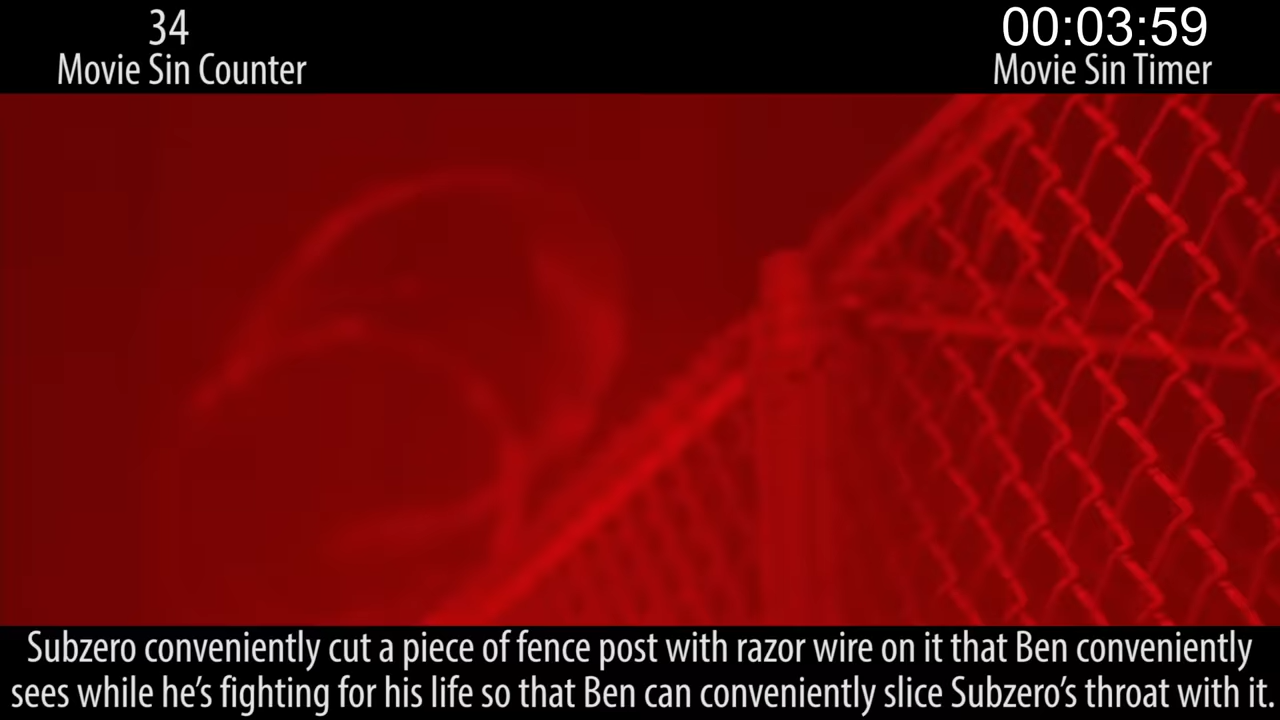 34
Movie Sin Counter
00:03:59
Movie Sin Timer
Subzero conveniently cut a piece of fence post with razor wire on it that Ben conveniently
sees while he's fighting for his life so that Ben can conveniently slice Subzero's throat with it.